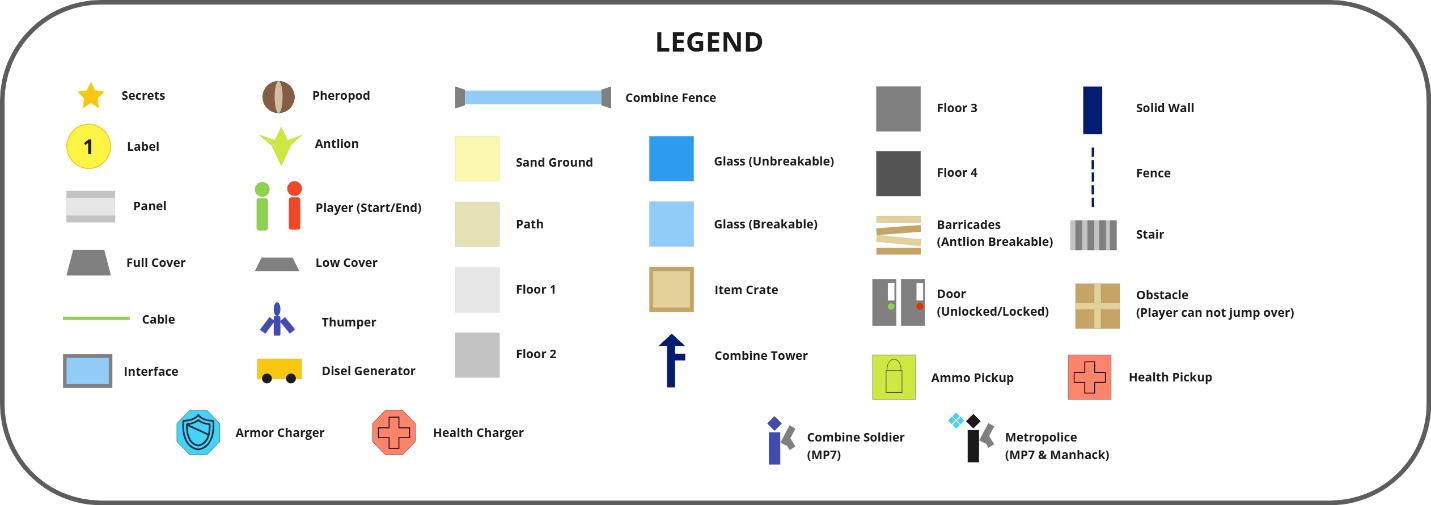 LEGEND
Secrets
Pheropod
Combine Fence
Floor 3
Solid Wall
1
Label
Antlion
Sand Ground
Glass (Unbreakable)
Floor 4
Fence
Panel
Player (Start/End)
Path
Glass (Breakable)
Barricades
(Antlion Breakable)
Stair
Full Cover
Low Cover
Floor 1
Item Crate
Door
(Unlocked/Locked)
Obstacle
(Player can not jump over)
Cable
Thumper
Floor 2
Combine Tower
Interface
Disel Generator
Ammo Pickup
Health Pickup
Armor Charger
Health Charger
Combine Soldier
(MP7)
Metropolice
(MP7 & Manhack)